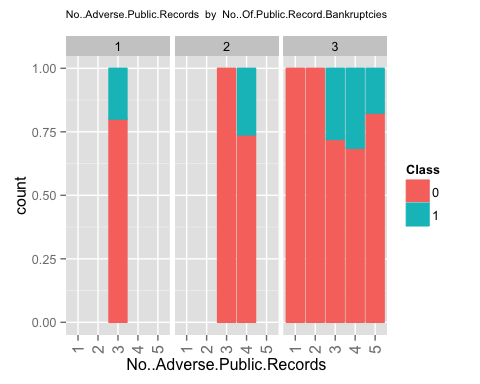 No..Adverse.Public.Records by No..Of.Public.Record.Bankruptcies
1 2 3
1.00
0.75
0.50
0.25
0.00
count
1 2 3 4 5 1 2 3 4 5 1 2 3 4 5
No..Adverse.Public.Records
Class
0
1